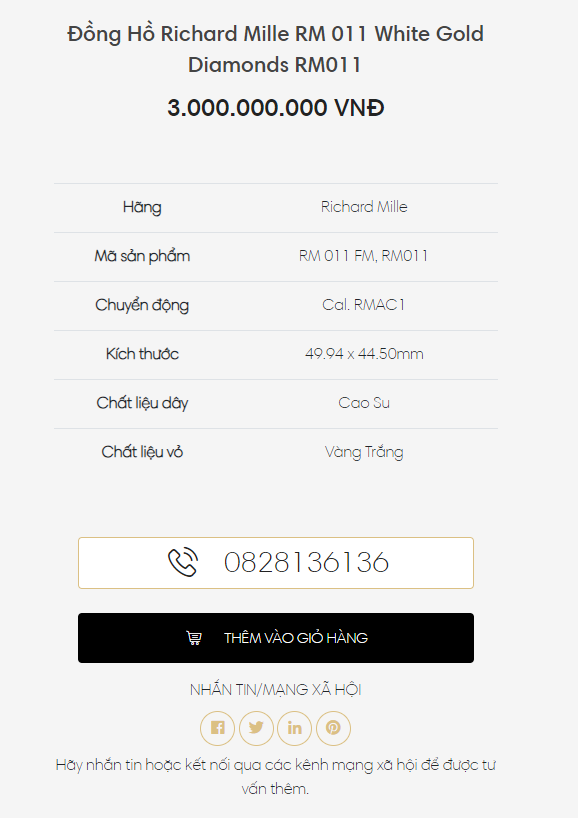 Đồng Hồ Richard Mille RM 011 White Gold
Diamonds RM011
3.000.000.000 VNĐ
Hãng Richard Mille
Mã sản phẩm RM 011 FM, RM011
Chuyển động Cal. RMAC1
Kích thước 49.94 x 44.50mm
Chất liệu dây Cao Su
Chất liệu vỏ Vàng Trắng
0828136136
THÊM VÀO GIỎ HÀNG
NHẮN TIN/MẠNG XÃ HỘI
Hãy nhắn tin hoặc kết nối qua các kênh mạng xã hội để được tư
vấn thêm.